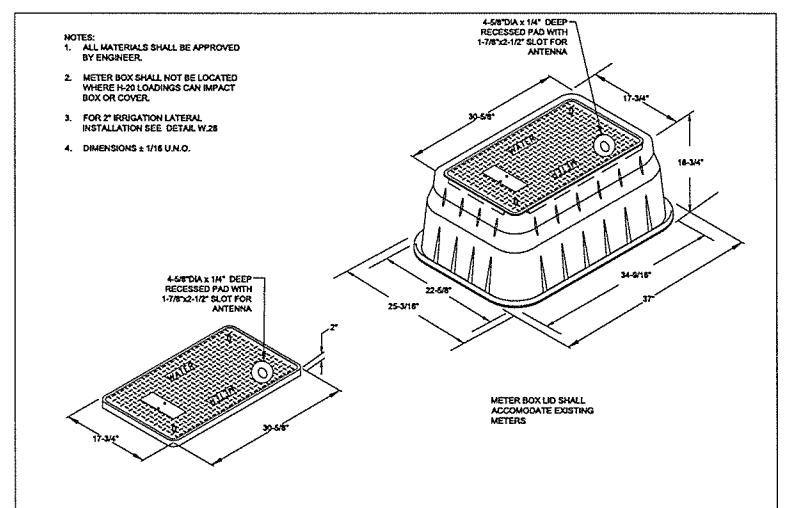 NOTES:
1. ALL MATERIALS SHALL BE APPROVED
BY ENGINEER.
2. METER BOX SHALL NOT BE LOCATED
WHERE H-20 LOADINGS CAN IMPACT
BOX OR COVER.
3. FOR 2" IRRIGATION LATERAL
INSTALLATION SEE DETAIL W.28
4. DIMENSIONS ± 1/16 U.N.O.
4-5/8"DIA x 1/4" DEEP
RECESSED PAD WITH
1-7/8"x2-1/2" SLOT FOR
ANTENNA
30-5/8"
17-3/4"
18-3/4"
WATER
METER
34-9/16"
37"
22-5/8"
25-3/16"
4-5/8"DIA x 1/4" DEEP
RECESSED PAD WITH
1-7/8"x2-1/2" SLOT FOR
ANTENNA
2"
WATER
METER
17-3/4"
30-5/8"
METER BOX LID SHALL
ACCOMODATE EXISTING
METERS